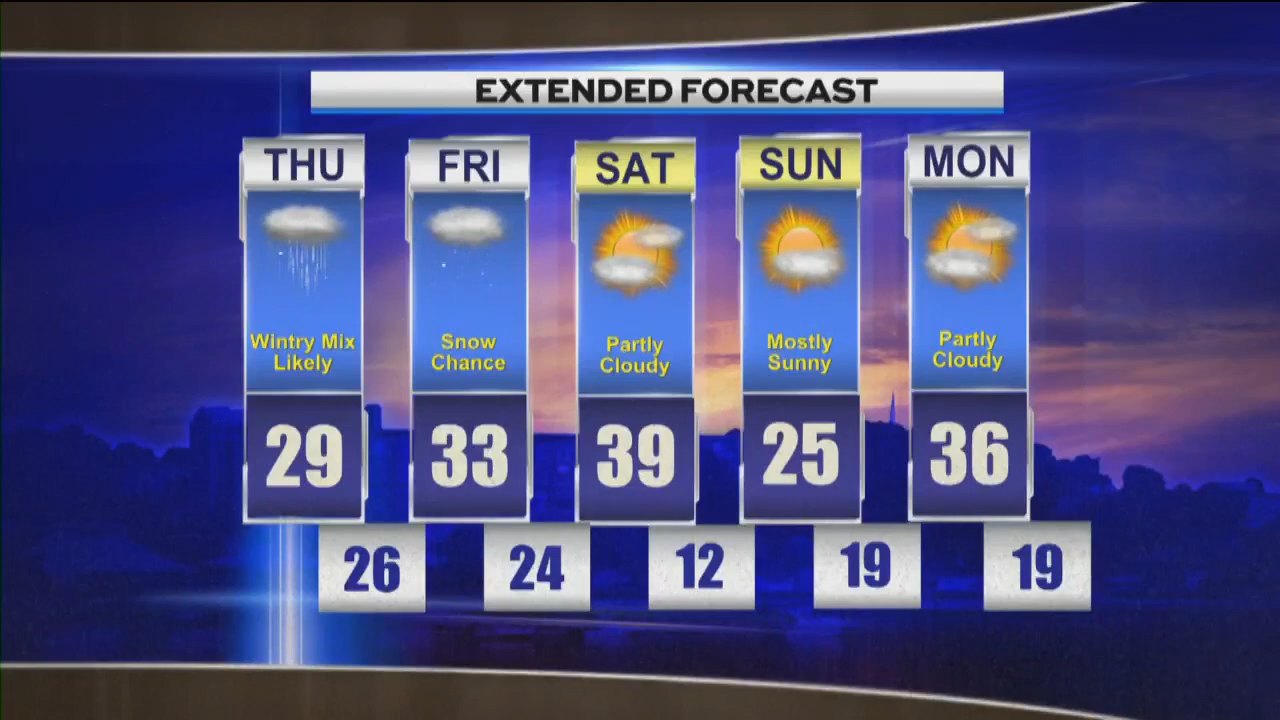 EXTENDED FORECAST
THU
FRI
SAT
SUN
MON
Wintry Mix
Likely
Snow
Chance
Partly
Cloudy
Mostly
Sunny
Partly
Cloudy
29
33
39
25
36
26
24
12
19
19